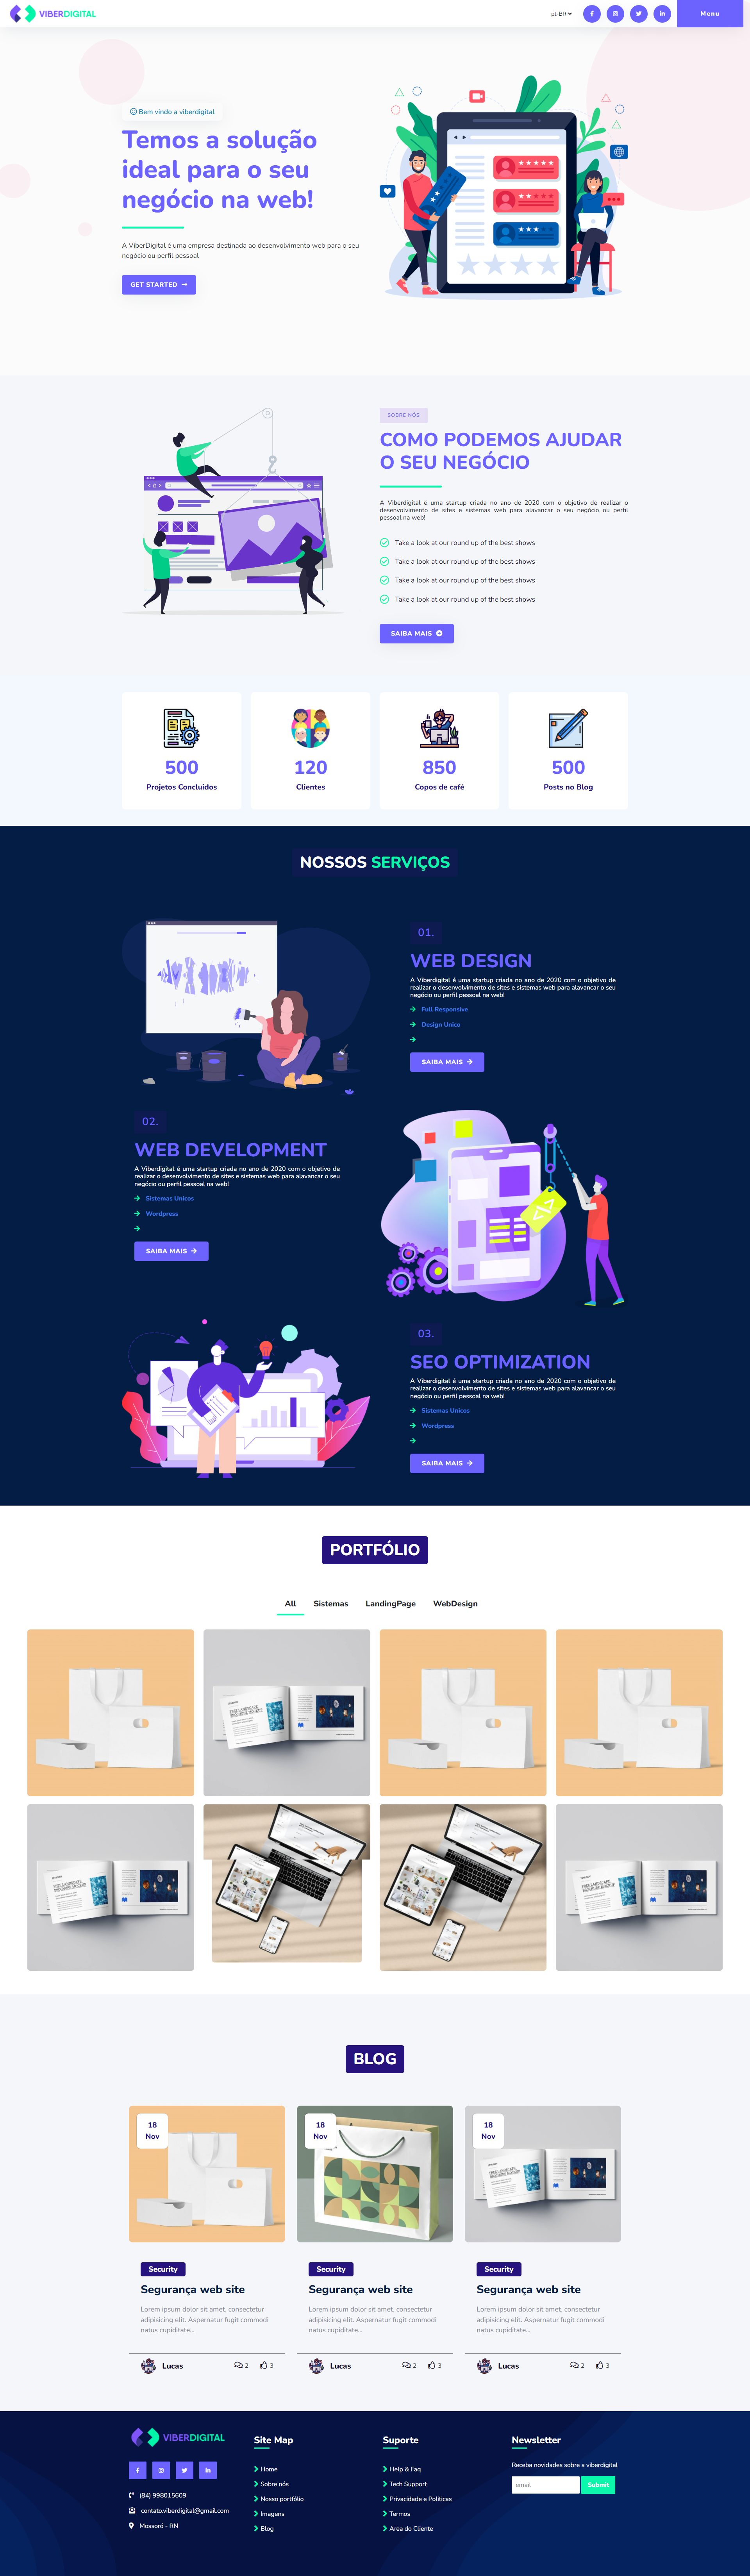 VIBERDIGITAL
pt-BR
Menu
Bem vindo a viberdigital
Temos a solução
ideal para o seu
negócio na web!
A ViberDigital é uma empresa destinada ao desenvolvimento web para o seu
negócio ou perfil pessoal
GET STARTED
SOBRE NÓS
COMO PODEMOS AJUDAR
O SEU NEGÓCIO
A Viberdigital é uma startup criada no ano de 2020 com o objetivo de realizar o
desenvolvimento de sites e sistemas web para alavancar o seu negócio ou perfil
pessoal na web!
Take a look at our round up of the best shows
Take a look at our round up of the best shows
Take a look at our round up of the best shows
Take a look at our round up of the best shows
SAIBA MAIS
500
Projetos Concluidos
120
Clientes
850
Copos de café
500
Posts no Blog
NOSSOS SERVIÇOS
01.
WEB DESIGN
A Viberdigital é uma startup criada no ano de 2020 com o objetivo de
realizar o desenvolvimento de sites e sistemas web para alavancar o seu
negócio ou perfil pessoal na web!
Full Responsive
Design Unico
SAIBA MAIS
02.
WEB DEVELOPMENT
A Viberdigital é uma startup criada no ano de 2020 com o objetivo de
realizar o desenvolvimento de sites e sistemas web para alavancar o seu
negócio ou perfil pessoal na web!
Sistemas Unicos
Wordpress
SAIBA MAIS
03.
SEO OPTIMIZATION
A Viberdigital é uma startup criada no ano de 2020 com o objetivo de
realizar o desenvolvimento de sites e sistemas web para alavancar o seu
negócio ou perfil pessoal na web!
Sistemas Unicos
Wordpress
SAIBA MAIS
PORTFÓLIO
All
Sistemas
LandingPage
WebDesign
FREE LANDSCAPE
BROCHURE MOCKUP
FREE LANDSCAPE
BROCHURE MOCKUP
FREE LANDSCAPE
BROCHURE MOCKUP
BLOG
18
Nov
18
Nov
18
Nov
FREE LANDSCAPE
BROCHURE MOCKUP
Security
Segurança web site
Lorem ipsum dolor sit amet, consectetur
adipisicing elit. Aspernatur fugit commodi
natus cupiditate...
Lucas
2
3
Security
Segurança web site
Lorem ipsum dolor sit amet, consectetur
adipisicing elit. Aspernatur fugit commodi
natus cupiditate...
Lucas
2
3
Security
Segurança web site
Lorem ipsum dolor sit amet, consectetur
adipisicing elit. Aspernatur fugit commodi
natus cupiditate...
Lucas
2
3
VIBERDIGITAL
(84) 998015609
contato.viberdigital@gmail.com
Mossoró - RN
Site Map
Home
Sobre nós
Nosso portfólio
Imagens
Blog
Suporte
Help & Faq
Tech Support
Privacidade e Politicas
Termos
Area do Cliente
Newsletter
Receba novidades sobre a viberdigital
email
Submit